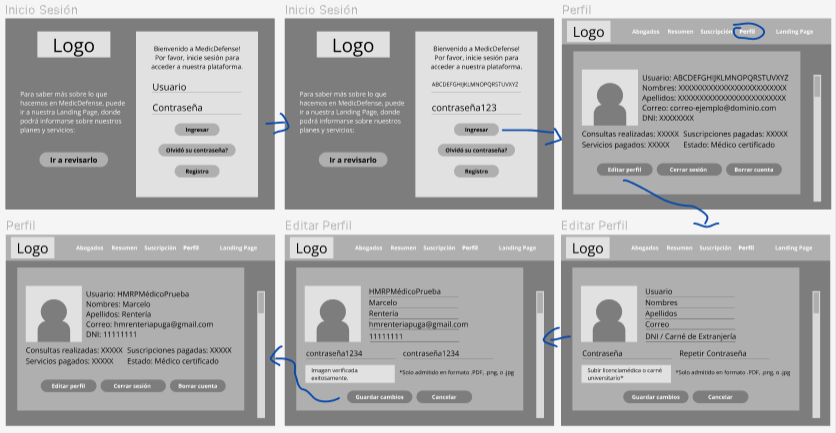 Inicio Sesión
Logo
Para saber más sobre lo que
hacemos en MedicDefense, puede
ir a nuestra Landing Page, donde
podrá informarse sobre nuestros
planes y servicios:
Ir a revisarlo
Bienvenido a MedicDefense!
Por favor, inicie sesión para
acceder a nuestra plataforma.
Usuario
Contraseña
Ingresar
Olvidó su contraseña?
Registro
Inicio Sesión
Logo
Para saber más sobre lo que
hacemos en MedicDefense, puede
ir a nuestra Landing Page, donde
podrá informarse sobre nuestros
planes y servicios:
Ir a revisarlo
Bienvenido a MedicDefense!
Por favor, inicie sesión para
acceder a nuestra plataforma.
ABCDEFGHIJKLMNOPQRSTUVXYZ
contraseña123
Ingresar
Olvidó su contraseña?
Registro
Perfil
Logo
Abogados Resumen Suscripción Perfil Landing Page
Usuario: ABCDEFGHIJKLMNOPQRSTUVXYZ
Nombres: XXXXXXXXXXXXXXXXXXXXXXXX
Apellidos: XXXXXXXXXXXXXXXXXXXXXXXX
Correo: correo-ejemplo@dominio.com
DNI: XXXXXXXX
Consultas realizadas: XXXXX Suscripciones pagadas: XXXXX
Servicios pagados: XXXXX Estado: Médico certificado
Editar perfil Cerrar sesión Borrar cuenta
Perfil
Logo
Abogados Resumen Suscripción Perfil Landing Page
Usuario: HMRPMédicoPrueba
Nombres: Marcelo
Apellidos: Rentería
Correo: hmrenteriapuga@gmail.com
DNI: 11111111
Consultas realizadas: XXXXX Suscripciones pagadas: XXXXX
Servicios pagados: XXXXX Estado: Médico certificado
Editar perfil Cerrar sesión Borrar cuenta
Editar Perfil
Logo
Abogados Resumen Suscripción Perfil Landing Page
HMRPMédicoPrueba
Marcelo
Rentería
hmrenteriapuga@gmail.com
11111111
contraseña1234 contraseña1234
Imagen verificada
exitosamente.
*Solo admitido en formato .PDF, .png, o .jpg
Guardar cambios Cancelar
Editar Perfil
Logo
Abogados Resumen Suscripción Perfil Landing Page
Usuario
Nombres
Apellidos
Correo
DNI / Carné de Extranjería
Contraseña Repetir Contraseña
Subir licenciamédico o carné
universitario*
*Solo admitido en formato .PDF, .png, o .jpg
Guardar cambios Cancelar